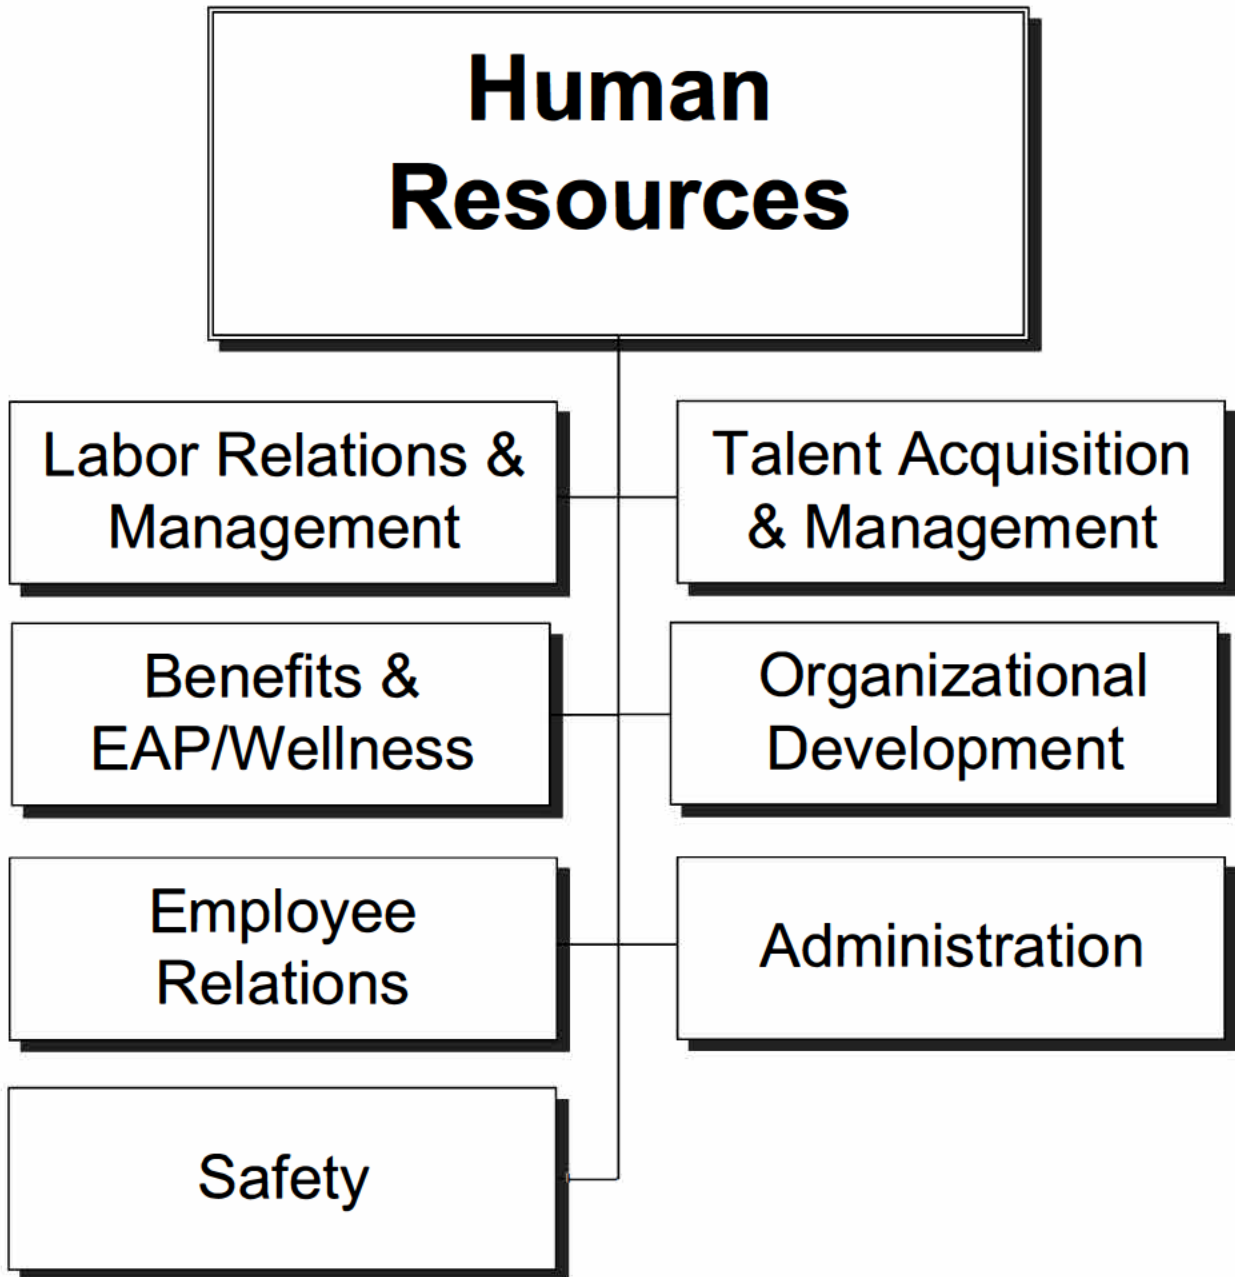 Human
Resources
Labor Relations &
Management
Talent Acquisition
& Management
Benefits &
EAP/Wellness
Organizational
Development
Employee
Relations
Administration
Safety